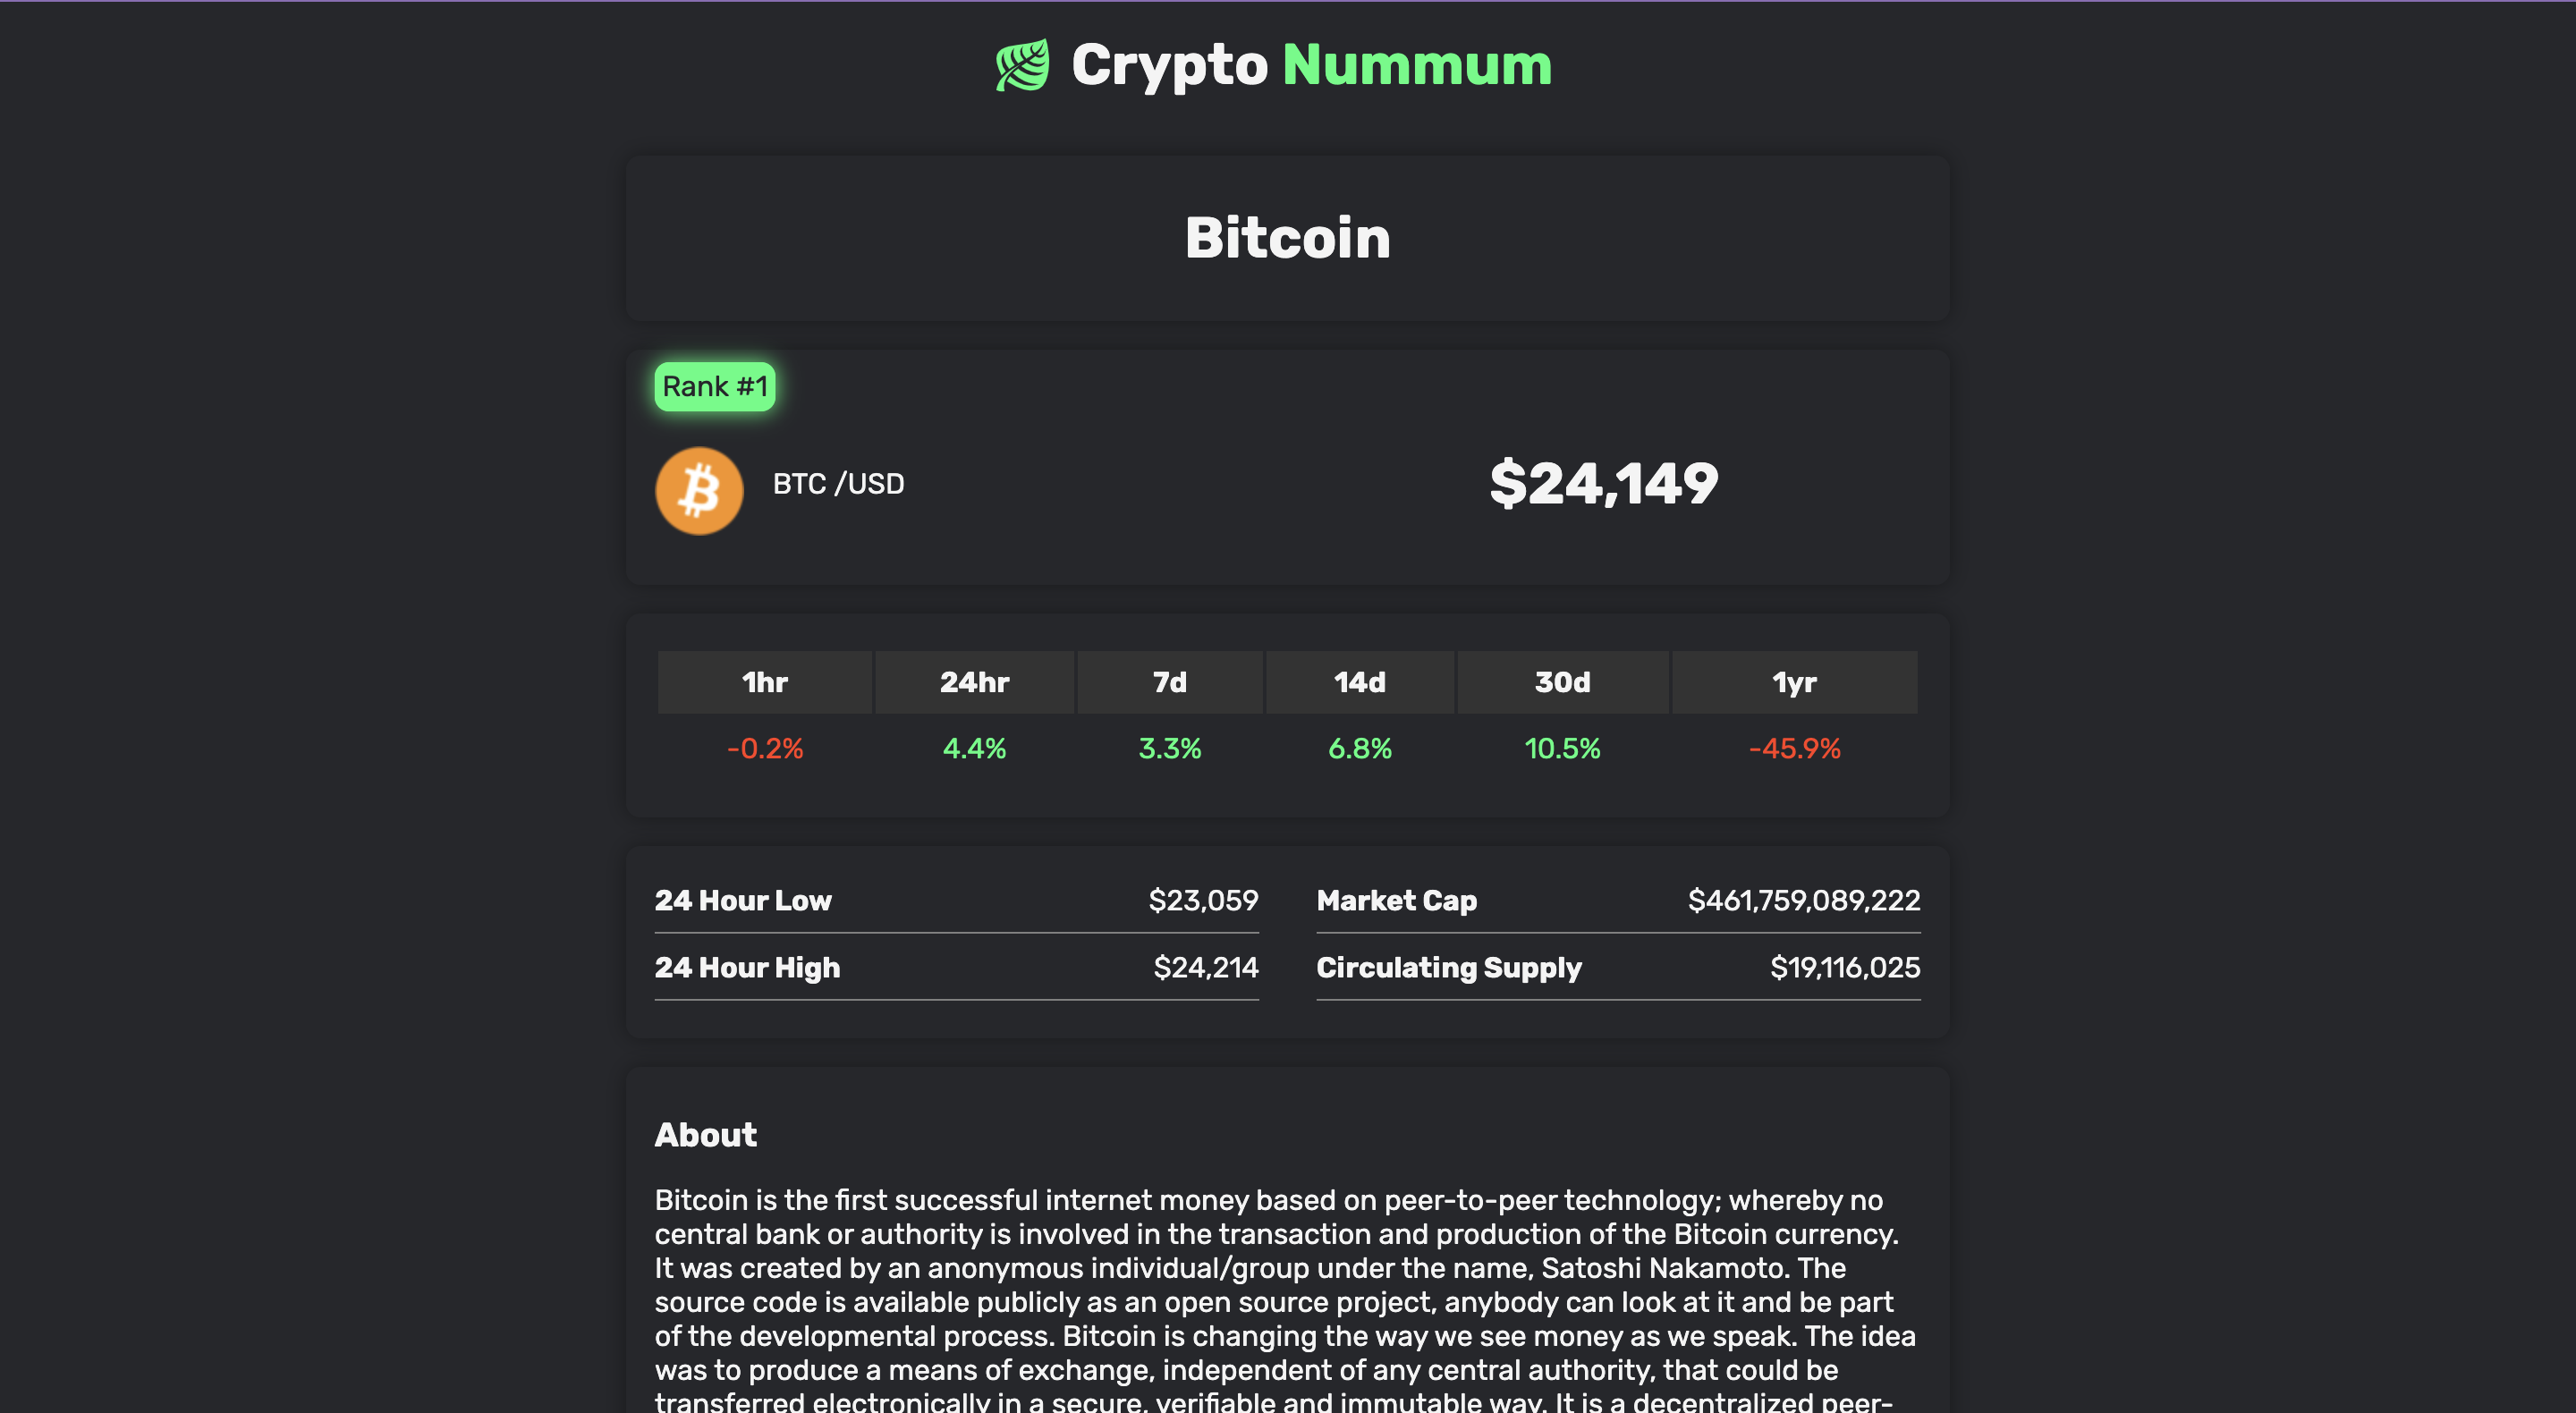 Crypto Nummum
Bitcoin
Rank #1
BTC /USD
$24,149
1hr 24hr 7d 14d 30d 1yr
-0.2% 4.4% 3.3% 6.8% 10.5% -45.9%
24 Hour Low $23,059
24 Hour High $24,214
Market Cap $461,759,089,222
Circulating Supply $19,116,025
About
Bitcoin is the first successful internet money based on peer-to-peer technology; whereby no
central bank or authority is involved in the transaction and production of the Bitcoin currency.
It was created by an anonymous individual/group under the name, Satoshi Nakamoto. The
source code is available publicly as an open source project, anybody can look at it and be part
of the developmental process. Bitcoin is changing the way we see money as we speak. The idea
was to produce a means of exchange, independent of any central authority, that could be
transferred electronically in a secure, verifiable and immutable way. It is a decentralized peer-